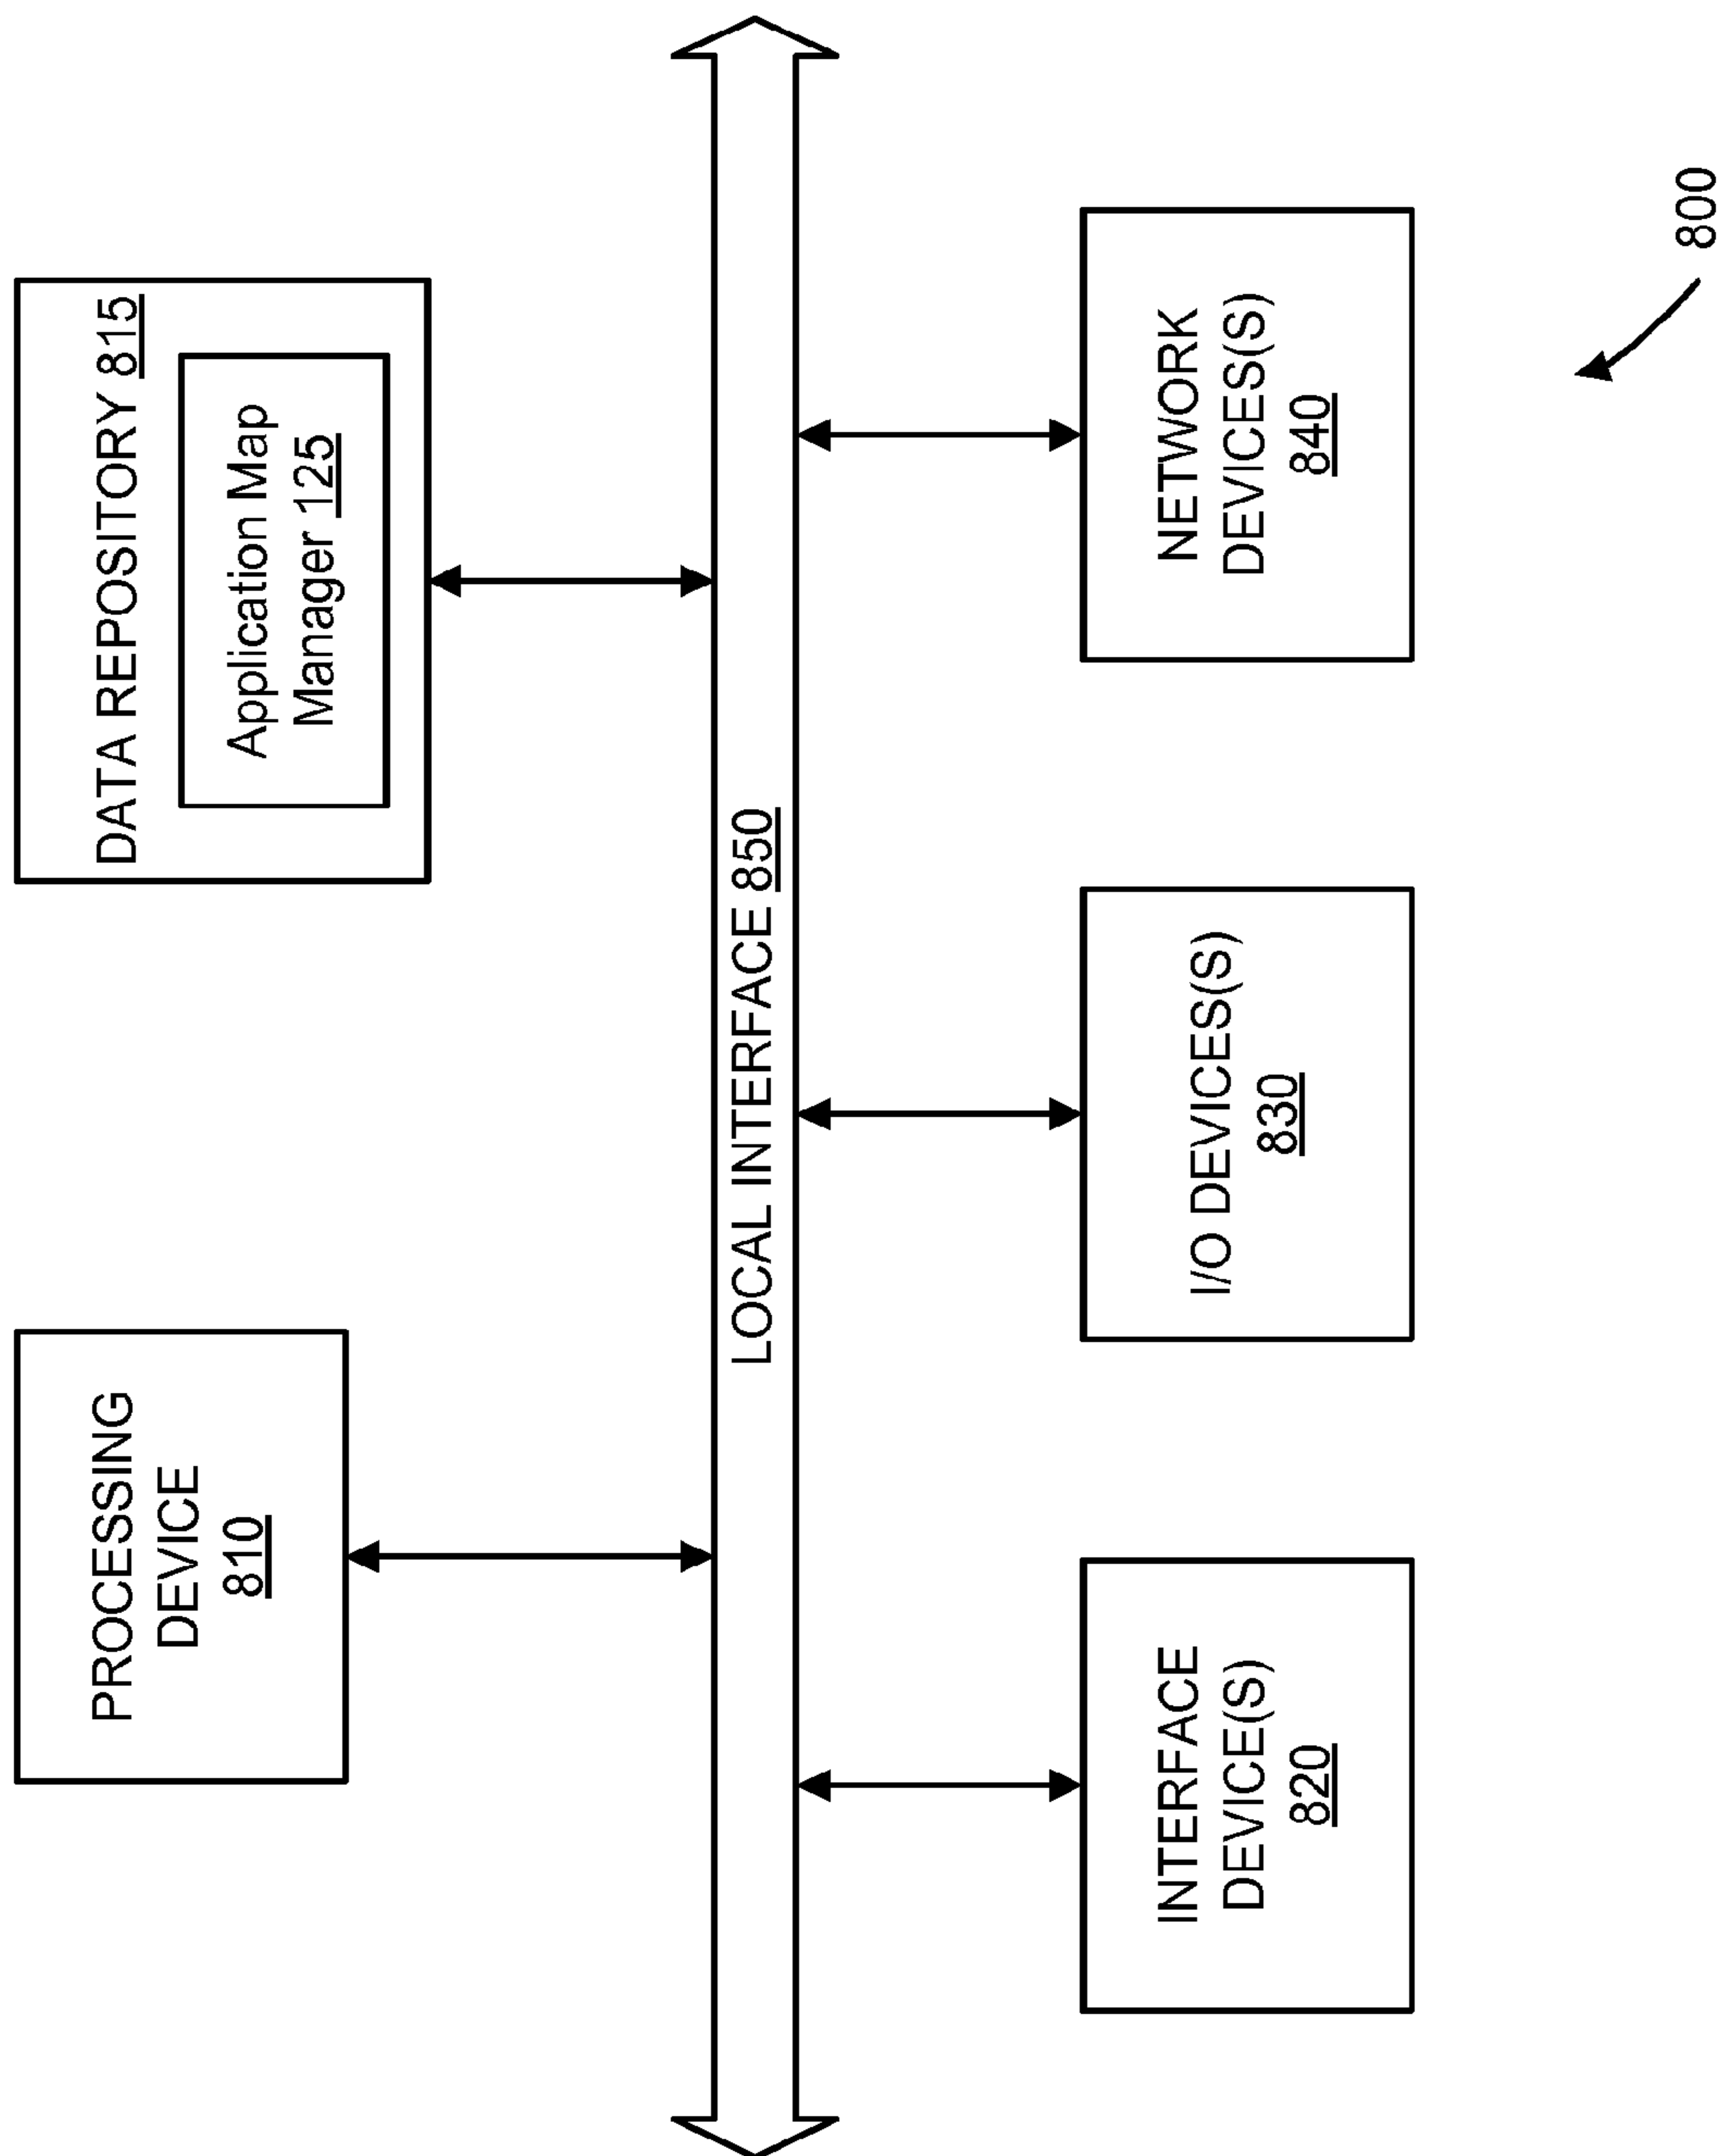 PROCESSING
DEVICE
810
DATA REPOSITORY 815
Application Map
Manager 125
LOCAL INTERFACE 850
INTERFACE
DEVICE(S)
820
I/O DEVICES(S)
830
NETWORK
DEVICES(S)
840
800